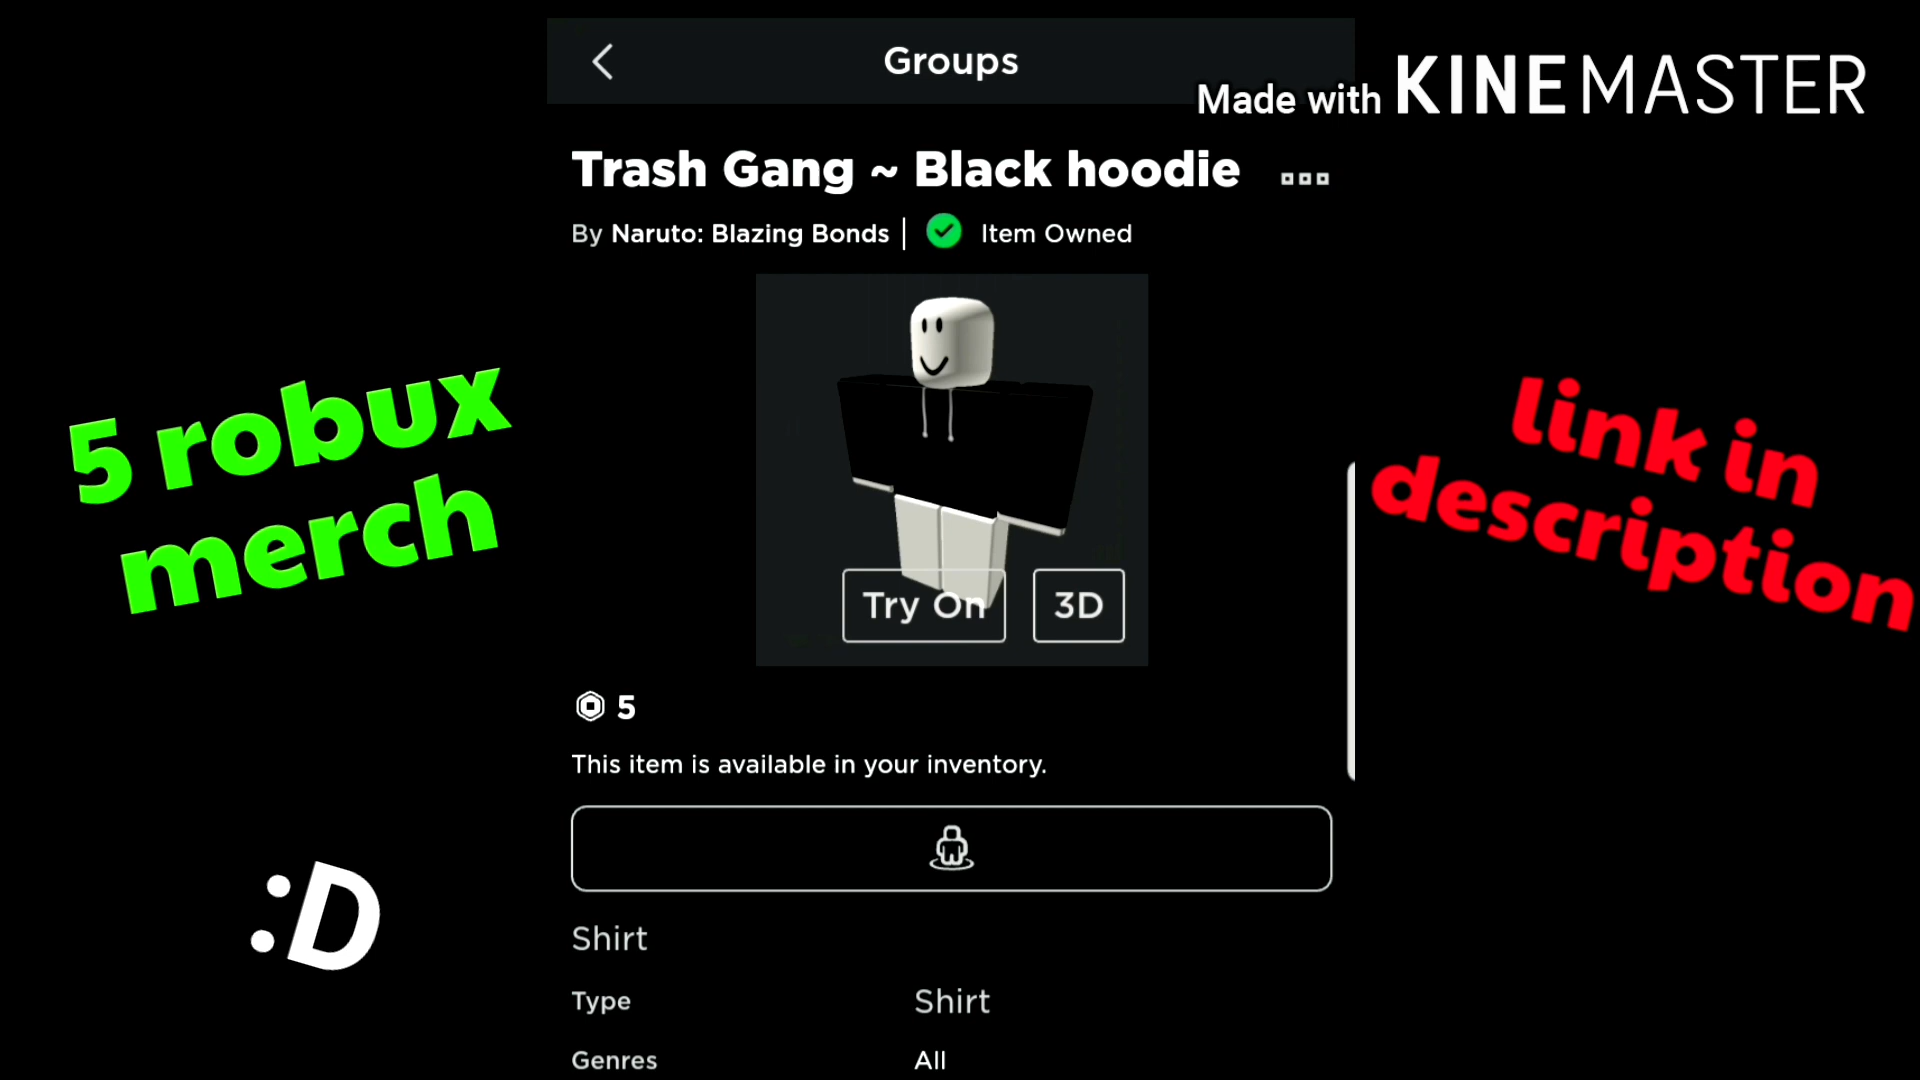 Groups
Made with KINEMASTER
Trash Gang ~ Black hoodie
By Naruto: Blazing Bonds | Item Owned
5 robux
merch
link in
description
Try On
3D
5
This item is available in your inventory.
:D
Shirt
Type Shirt
Genres All